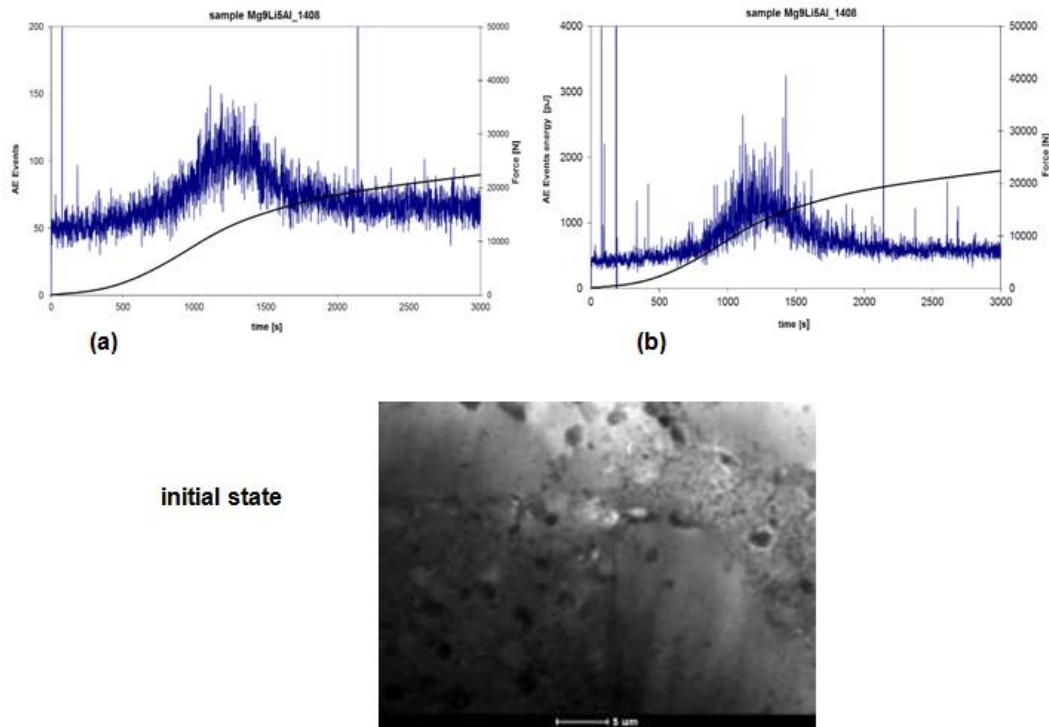 sample Mg9Li5Al_1408
200
150
100
50
0
AE Events
50000
40000
30000
20000
10000
0
Force [N]
0 500 1000 1500 2000 2500 3000
time [s]
(a)
sample Mg9Li5Al_1408
4000
3000
2000
1000
0
AE Events energy [pJ]
50000
40000
30000
20000
10000
0
Force [N]
0 500 1000 1500 2000 2500 3000
time [s]
(b)
initial state
5 µm